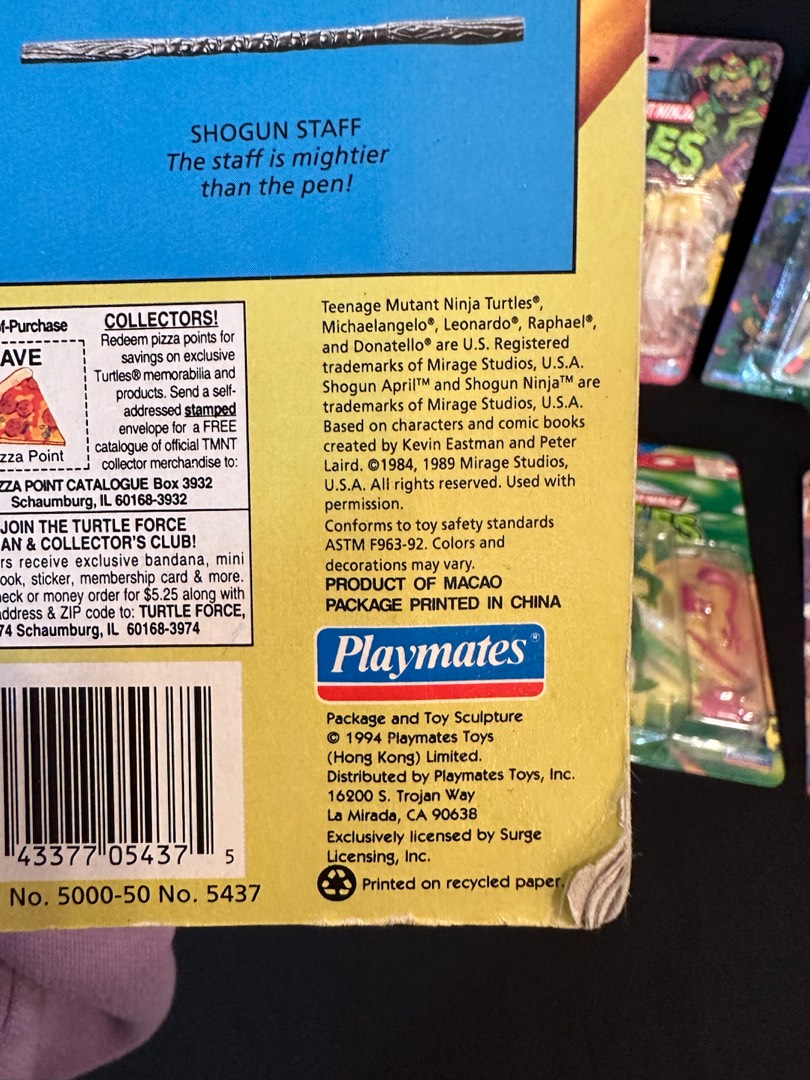 SHOGUN STAFF
The staff is mightier
than the pen!
f-Purchase
AVE
zza Point
COLLECTORS!
Redeem pizza points for
savings on exclusive
Turtles® memorabilia and
products. Send a self-
addressed stamped
envelope for a FREE
catalogue of official TMNT
collector merchandise to:
ZZA POINT CATALOGUE Box 3932
Schaumburg, IL 60168-3932
JOIN THE TURTLE FORCE
AN & COLLECTOR'S CLUB!
rs receive exclusive bandana, mini
ook, sticker, membership card & more.
eck or money order for $5.25 along with
ddress & ZIP code to: TURTLE FORCE,
74 Schaumburg, IL 60168-3974
43377 05437 5
No. 5000-50 No. 5437
Teenage Mutant Ninja Turtles®,
Michaelangelo®, Leonardo®, Raphael®,
and Donatello® are U.S. Registered
trademarks of Mirage Studios, U.S.A.
Shogun April™ and Shogun Ninja™ are
trademarks of Mirage Studios, U.S.A.
Based on characters and comic books
created by Kevin Eastman and Peter
Laird. ©1984, 1989 Mirage Studios,
U.S.A. All rights reserved. Used with
permission.
Conforms to toy safety standards
ASTM F963-92. Colors and
decorations may vary.
PRODUCT OF MACAO
PACKAGE PRINTED IN CHINA
Playmates®
Package and Toy Sculpture
© 1994 Playmates Toys
(Hong Kong) Limited.
Distributed by Playmates Toys, Inc.
16200 S. Trojan Way
La Mirada, CA 90638
Exclusively licensed by Surge
Licensing, Inc.
Printed on recycled paper.
NT NINJA
ES